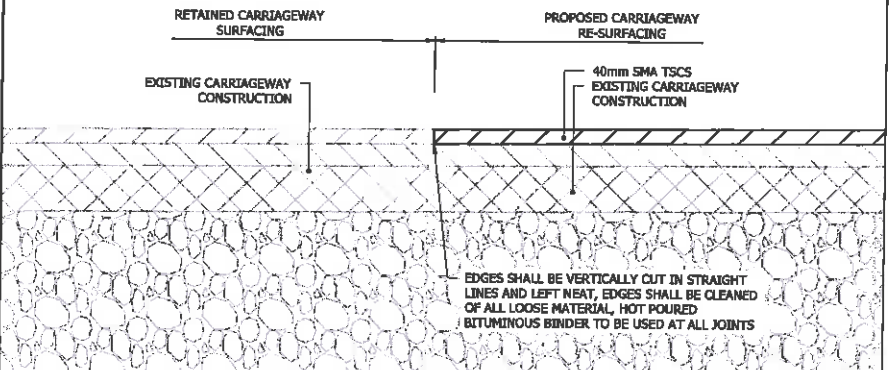 RETAINED CARRIAGEWAY
SURFACING
PROPOSED CARRIAGEWAY
RE-SURFACING
EXISTING CARRIAGEWAY
CONSTRUCTION
40mm SMA TSCS
EXISTING CARRIAGEWAY
CONSTRUCTION
EDGES SHALL BE VERTICALLY CUT IN STRAIGHT
LINES AND LEFT NEAT, EDGES SHALL BE CLEANED
OF ALL LOOSE MATERIAL, HOT POURED
BITUMINOUS BINDER TO BE USED AT ALL JOINTS